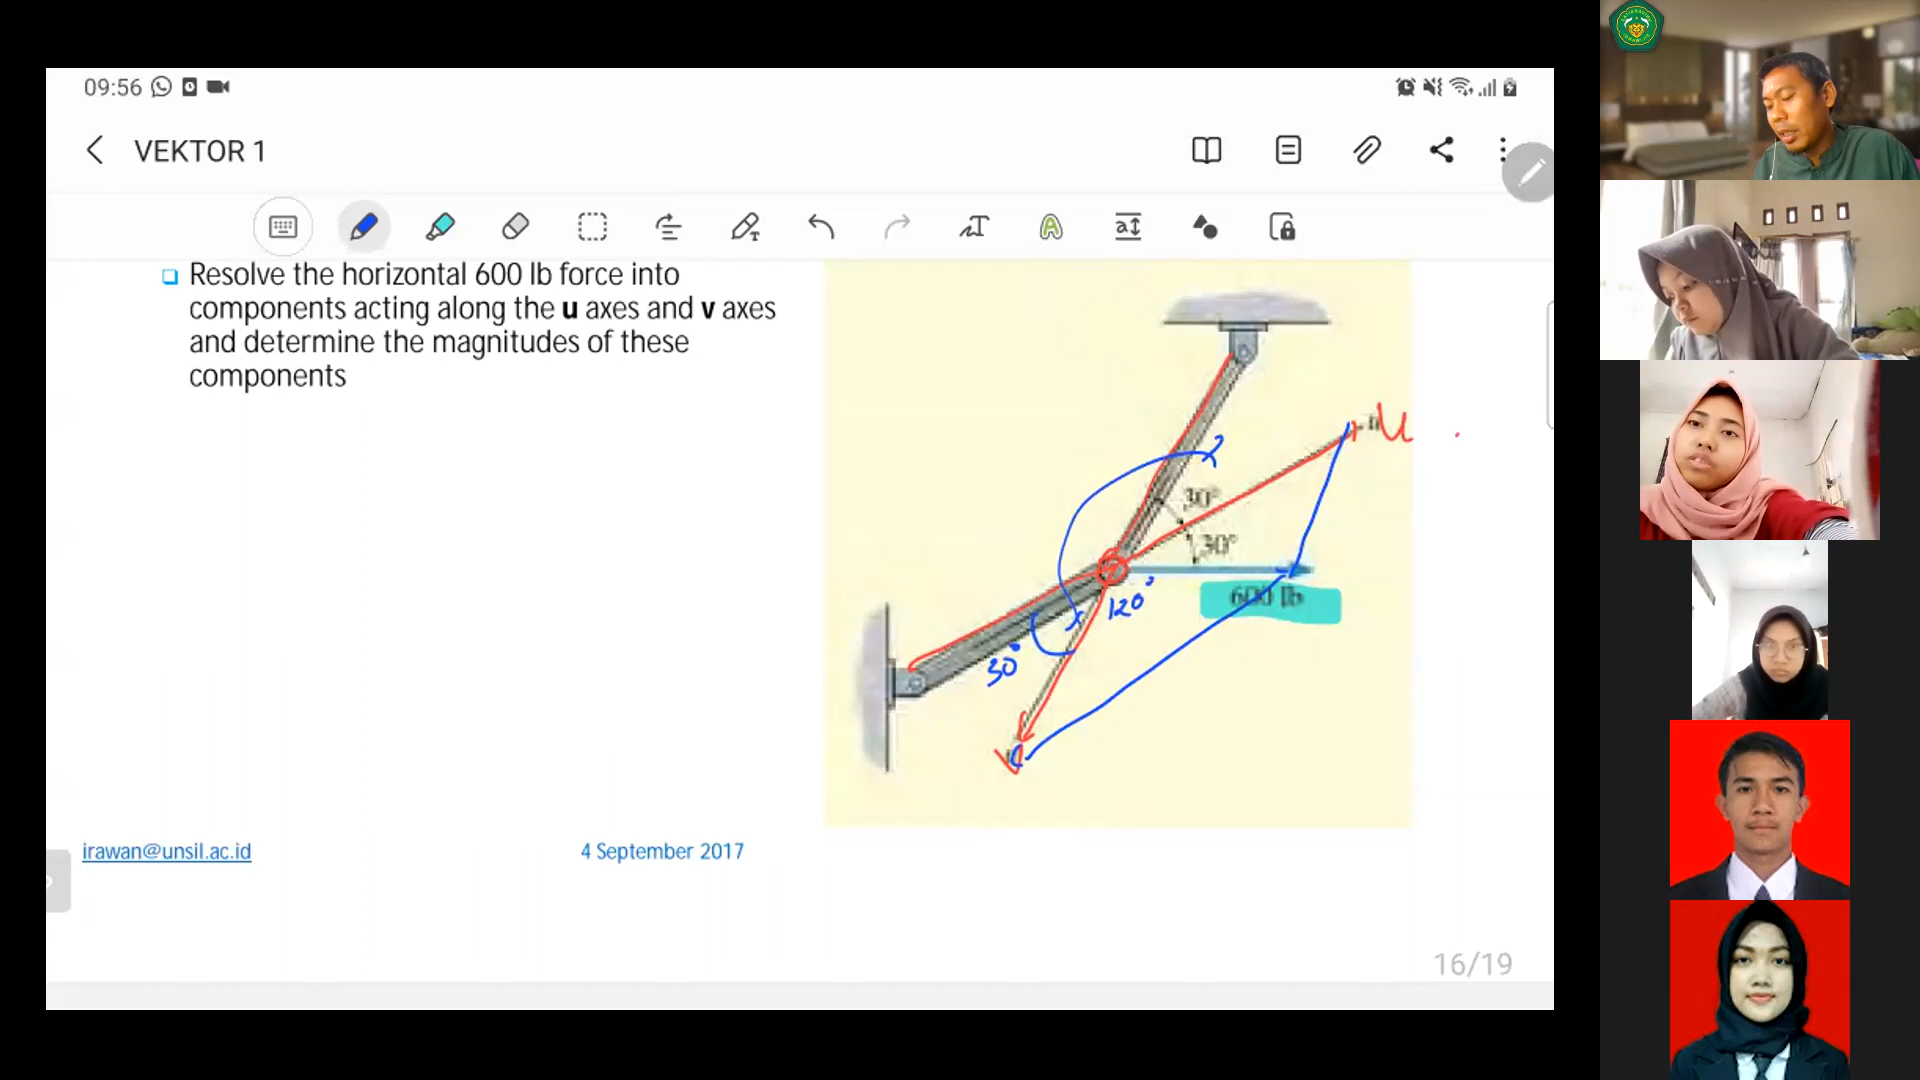 09:56
VEKTOR 1
Resolve the horizontal 600 lb force into
components acting along the u axes and v axes
and determine the magnitudes of these
components
u
30°
30°
600 lb
120°
30°
v
irawan@unsil.ac.id
4 September 2017
16/19